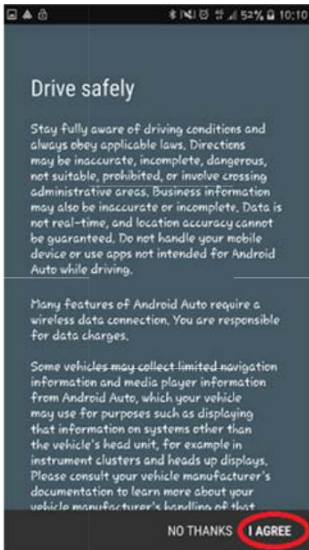 52% 10:10
Drive safely
Stay fully aware of driving conditions and
always obey applicable laws. Directions
may be inaccurate, incomplete, dangerous,
not suitable, prohibited, or involve crossing
administrative areas. Business information
may also be inaccurate or incomplete. Data is
not real-time, and location accuracy cannot
be guaranteed. Do not handle your mobile
device or use apps not intended for Android
Auto while driving.
Many features of Android Auto require a
wireless data connection. You are responsible
for data charges.
Some vehicles may collect limited navigation
information and media player information
from Android Auto, which your vehicle
may use for purposes such as displaying
that information on systems other than
the vehicle's head unit, for example in
instrument clusters and heads up displays.
Please consult your vehicle manufacturer's
documentation to learn more about your
vehicle manufacturer's handling of that
NO THANKS I AGREE